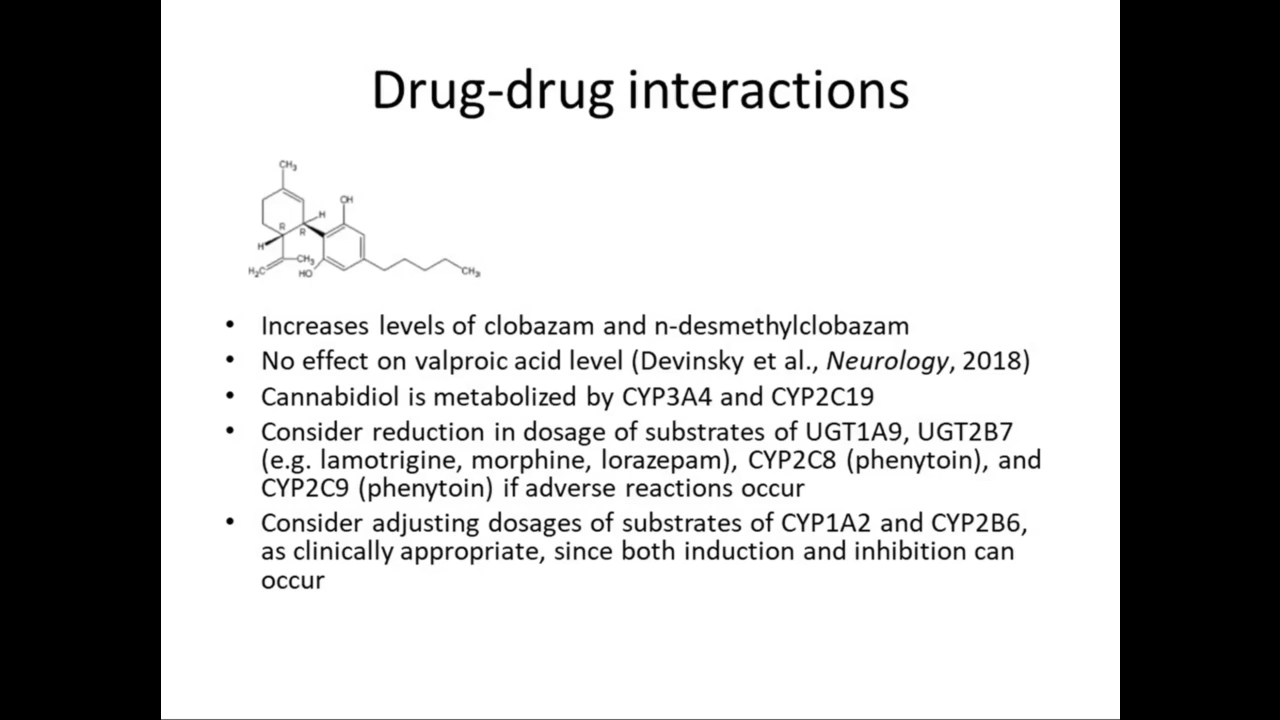 Drug-drug interactions
CH3
OH
H
R
R
H
CH3
H2C
HO
CH3
• Increases levels of clobazam and n-desmethylclobazam
• No effect on valproic acid level (Devinsky et al., Neurology, 2018)
• Cannabidiol is metabolized by CYP3A4 and CYP2C19
• Consider reduction in dosage of substrates of UGT1A9, UGT2B7
(e.g. lamotrigine, morphine, lorazepam), CYP2C8 (phenytoin), and
CYP2C9 (phenytoin) if adverse reactions occur
• Consider adjusting dosages of substrates of CYP1A2 and CYP2B6,
as clinically appropriate, since both induction and inhibition can
occur